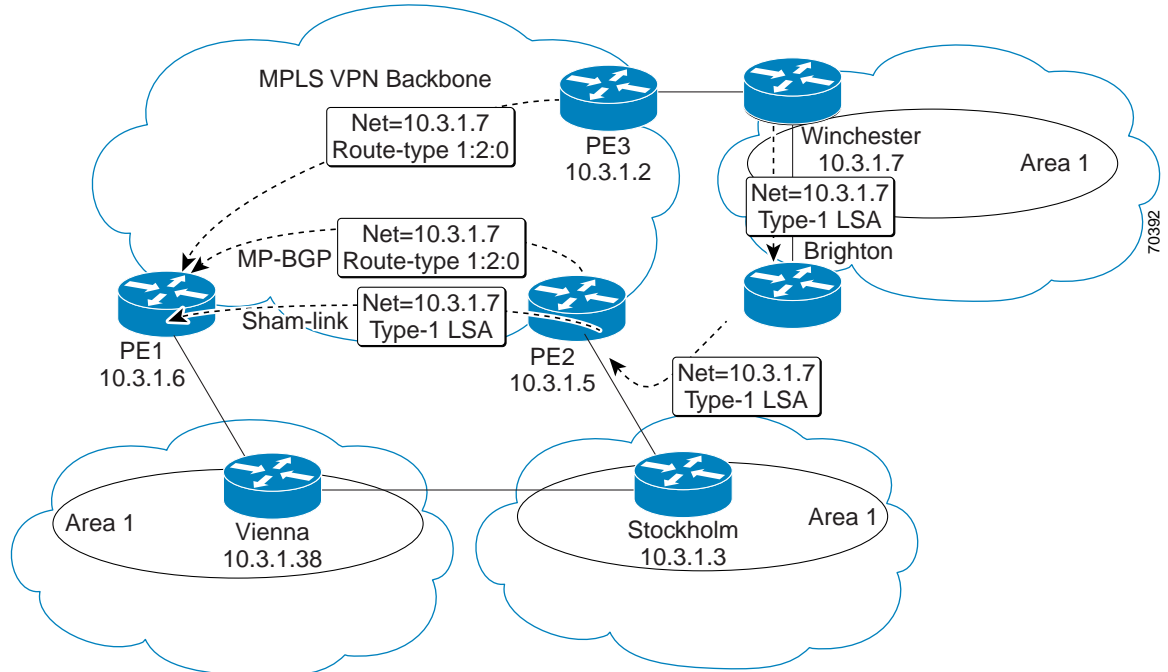 MPLS VPN Backbone
Net=10.3.1.7
Route-type 1:2:0
PE3
10.3.1.2
Winchester
10.3.1.7
Area 1
Net=10.3.1.7
Type-1 LSA
Brighton
70392
Net=10.3.1.7
Route-type 1:2:0
MP-BGP
Net=10.3.1.7
Type-1 LSA
Sham-link
PE1
10.3.1.6
PE2
10.3.1.5
Net=10.3.1.7
Type-1 LSA
Area 1
Vienna
10.3.1.38
Stockholm
10.3.1.3
Area 1